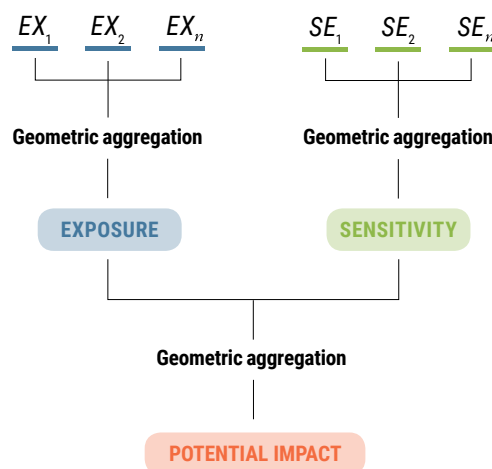 EX₁ EX₂ EXₙ SE₁ SE₂ SEₙ
Geometric aggregation Geometric aggregation
EXPOSURE SENSITIVITY
Geometric aggregation
POTENTIAL IMPACT